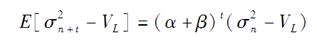 E[σ²ₙ₊ₜ − V_L] = (α + β)ᵗ(σ²ₙ − V_L)